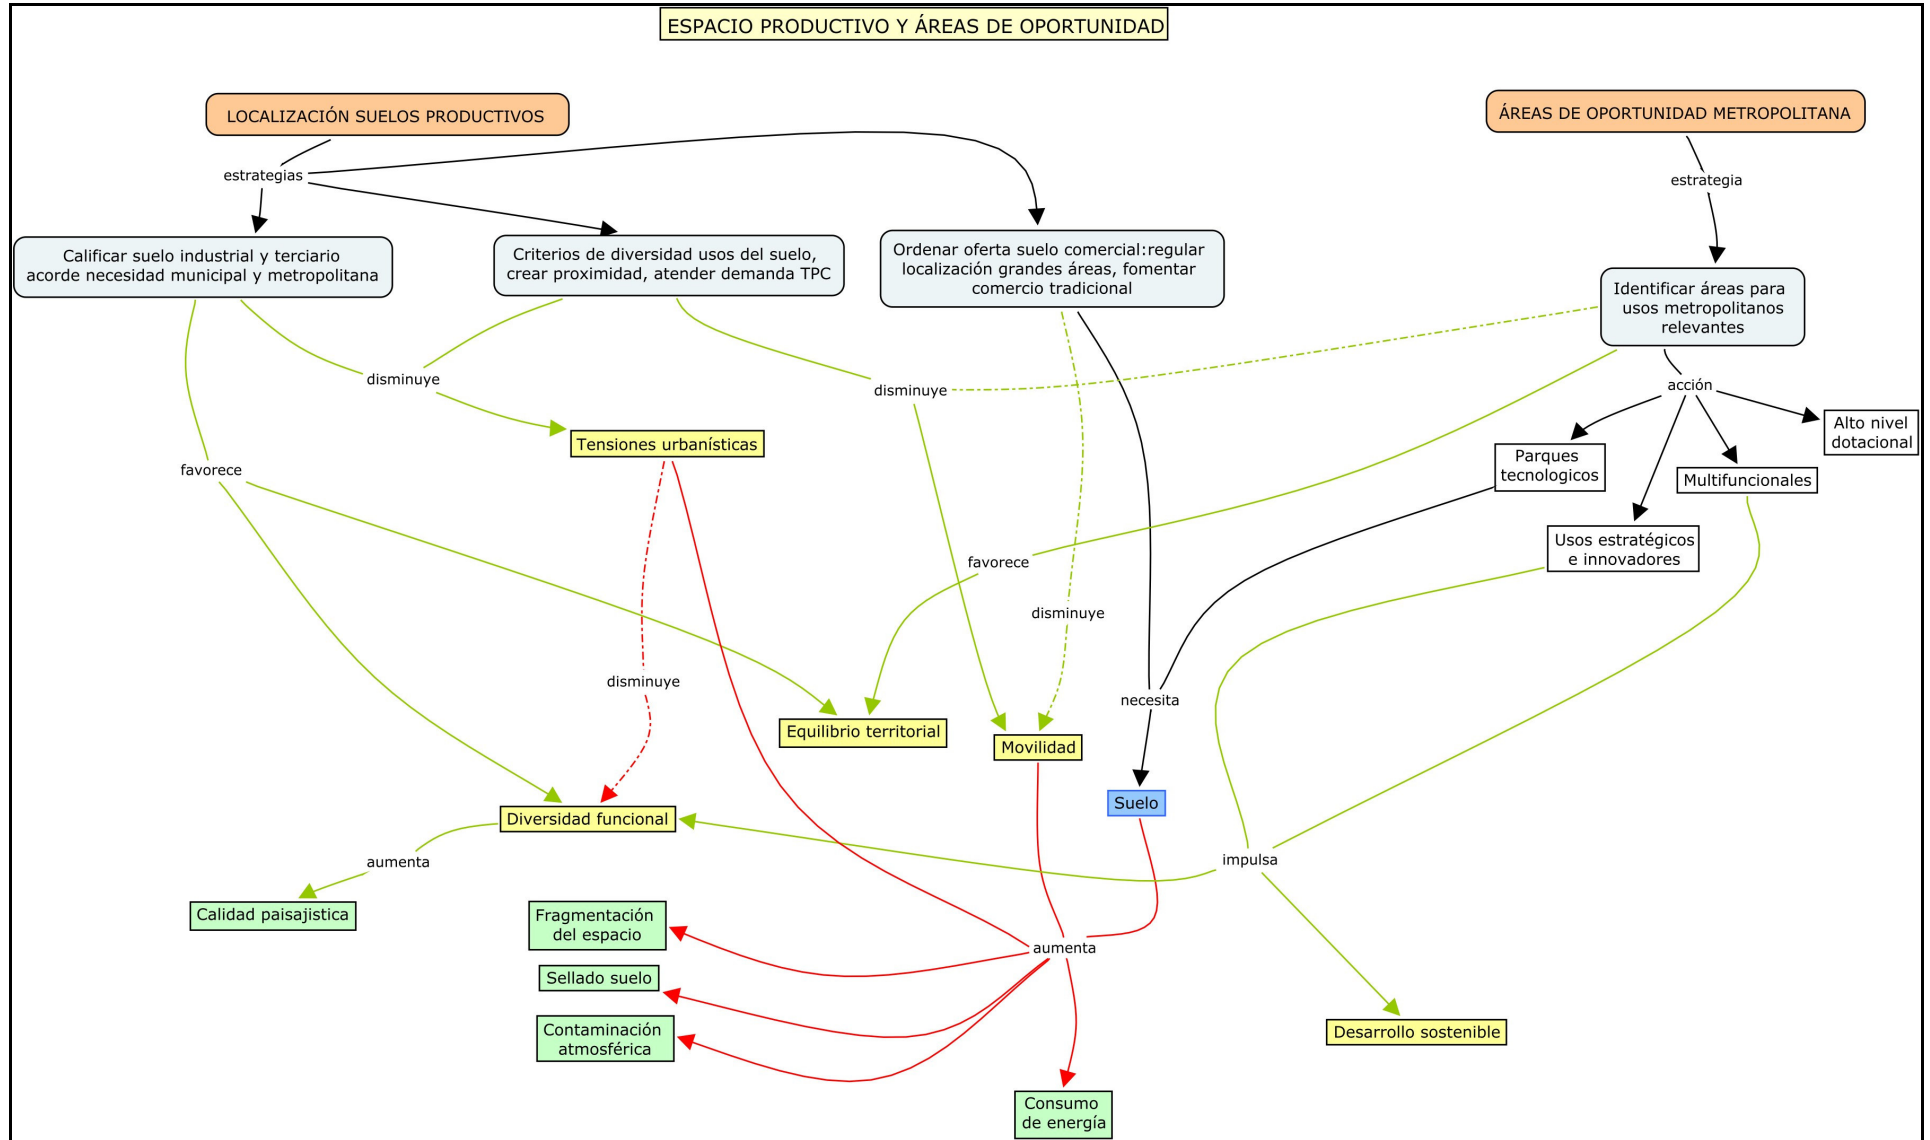 ESPACIO PRODUCTIVO Y ÁREAS DE OPORTUNIDAD
LOCALIZACIÓN SUELOS PRODUCTIVOS
ÁREAS DE OPORTUNIDAD METROPOLITANA
estrategias
estrategia
Calificar suelo industrial y terciario
acorde necesidad municipal y metropolitana
Criterios de diversidad usos del suelo,
crear proximidad, atender demanda TPC
Ordenar oferta suelo comercial:regular
localización grandes áreas, fomentar
comercio tradicional
Identificar áreas para
usos metropolitanos
relevantes
disminuye
disminuye
acción
Alto nivel
dotacional
Tensiones urbanísticas
Parques
tecnologicos
Multifuncionales
favorece
Usos estratégicos
e innovadores
favorece
disminuye
disminuye
necesita
Equilibrio territorial
Movilidad
Suelo
Diversidad funcional
aumenta
impulsa
Calidad paisajistica
Fragmentación
del espacio
aumenta
Sellado suelo
Contaminación
atmosférica
Desarrollo sostenible
Consumo
de energía